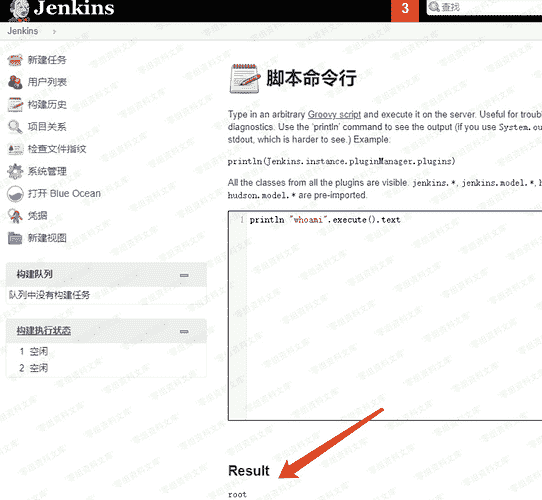 Jenkins
3
查找
Jenkins
新建任务
用户列表
构建历史
项目关系
检查文件指纹
系统管理
打开 Blue Ocean
凭据
新建视图
构建队列
队列中没有构建任务
构建执行状态
1 空闲
2 空闲
脚本命令行
Type in an arbitrary Groovy script and execute it on the server. Useful for troub
diagnostics. Use the 'println' command to see the output (if you use System.ou
stdout, which is harder to see.) Example:
println(Jenkins.instance.pluginManager.plugins)
All the classes from all the plugins are visible. jenkins.*, jenkins.model.*, h
hudson.model.* are pre-imported.
1 println "whoami".execute().text
Result
root